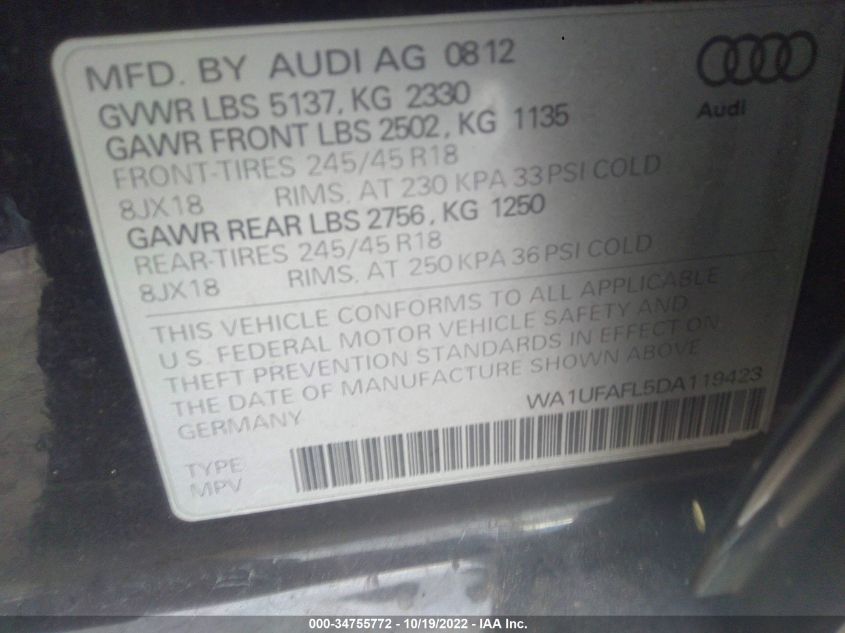 MFD. BY AUDI AG 0812
Audi
GVWR LBS 5137, KG 2330
GAWR FRONT LBS 2502, KG 1135
FRONT-TIRES 245/45 R18
8JX18 RIMS, AT 230 KPA 33 PSI COLD
GAWR REAR LBS 2756, KG 1250
REAR-TIRES 245/45 R18
8JX18 RIMS, AT 250 KPA 36 PSI COLD
THIS VEHICLE CONFORMS TO ALL APPLICABLE
U.S. FEDERAL MOTOR VEHICLE SAFETY AND
THEFT PREVENTION STANDARDS IN EFFECT ON
THE DATE OF MANUFACTURE SHOWN ABOVE
GERMANY WA1UFAFL5DA119423
TYPE
MPV
000-34755772 - 10/19/2022 - IAA Inc.